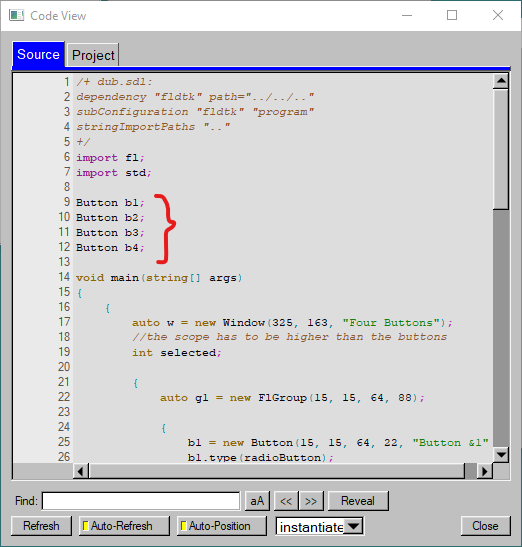 Code View
Source Project
1 /+ dub.sdl:
2 dependency "fldtk" path="../../.."
3 subConfiguration "fldtk" "program"
4 stringImportPaths ".."
5 +/
6 import fl;
7 import std;
8
9 Button b1;
10 Button b2;
11 Button b3;
12 Button b4;
13
14 void main(string[] args)
15 {
16 {
17 auto w = new Window(325, 163, "Four Buttons");
18 //the scope has to be higher than the buttons
19 int selected;
20
21 {
22 auto g1 = new FlGroup(15, 15, 64, 88);
23
24 {
25 b1 = new Button(15, 15, 64, 22, "Button &1"
26 b1.type(radioButton);
Find: aA << >> Reveal
Refresh Auto-Refresh Auto-Position instantiate Close